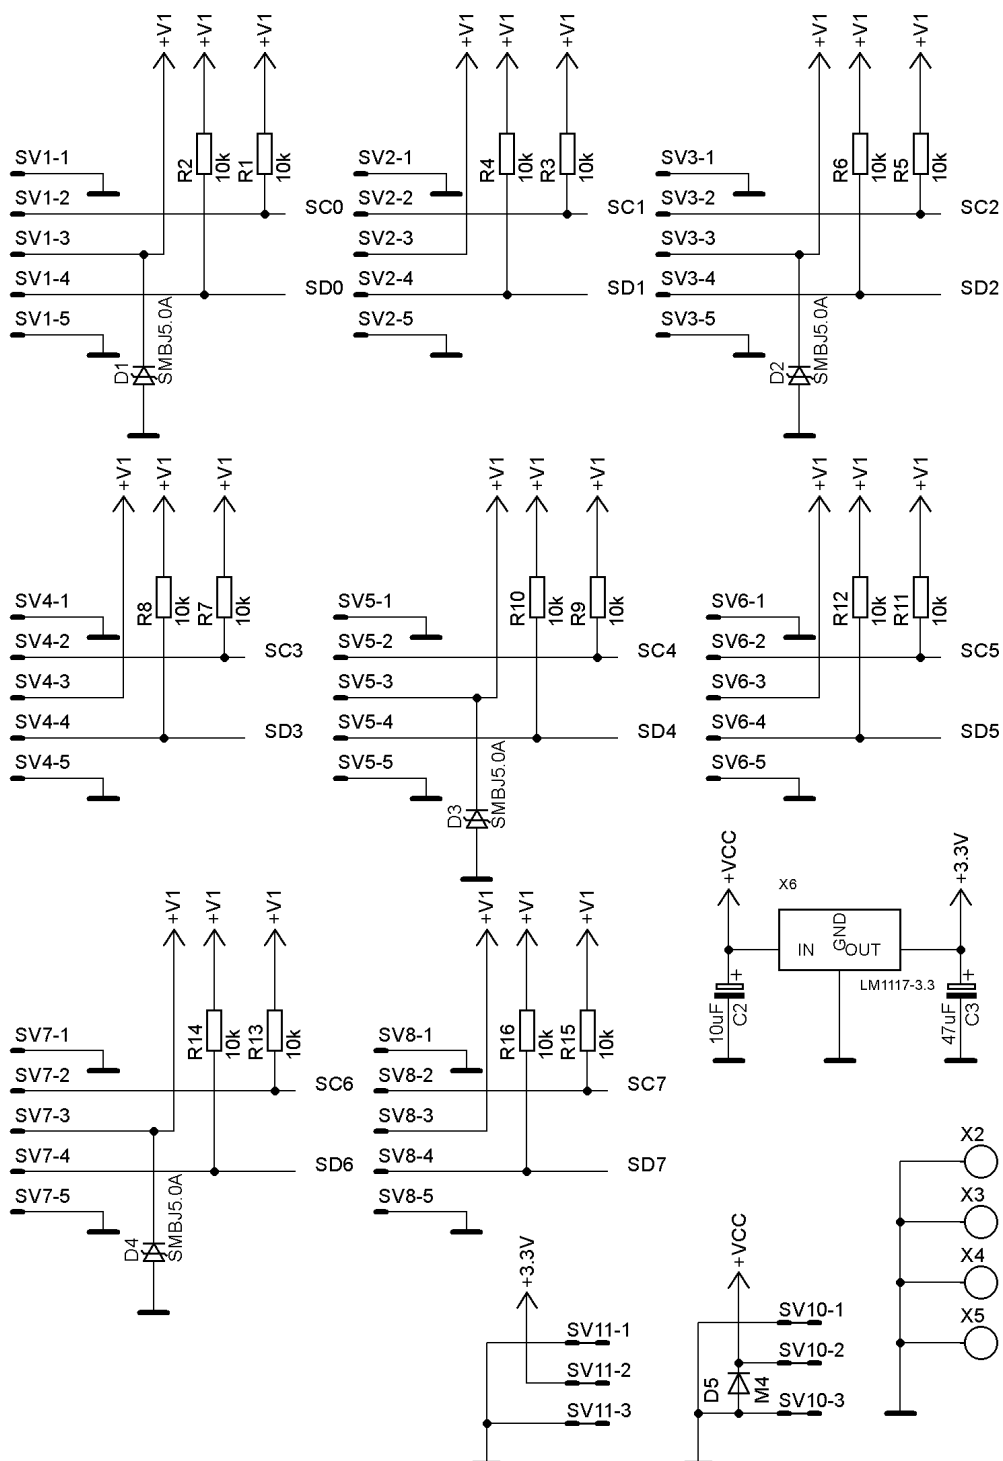 +V1 +V1 +V1 +V1 +V1 +V1 +V1 +V1 +V1
SV1-1 R2 10k R1 10k SV2-1 R4 10k R3 10k SV3-1 R6 10k R5 10k
SV1-2 SC0 SV2-2 SC1 SV3-2 SC2
SV1-3 SV2-3 SV3-3
SV1-4 SD0 SV2-4 SD1 SV3-4 SD2
SV1-5 SV2-5 SV3-5
D1 SMBJ5.0A D2 SMBJ5.0A
+V1 +V1 +V1 +V1 +V1 +V1 +V1 +V1 +V1
SV4-1 R8 10k R7 10k SV5-1 R10 10k R9 10k SV6-1 R12 10k R11 10k
SV4-2 SC3 SV5-2 SC4 SV6-2 SC5
SV4-3 SV5-3 SV6-3
SV4-4 SD3 SV5-4 SD4 SV6-4 SD5
SV4-5 SV5-5 SV6-5
D3 SMBJ5.0A
+VCC +3.3V
X6
IN GND OUT
LM1117-3.3
10uF C2 47uF C3
+V1 +V1 +V1 +V1 +V1 +V1
SV7-1 R14 10k R13 10k SV8-1 R16 10k R15 10k
SV7-2 SC6 SV8-2 SC7
SV7-3 SV8-3
SV7-4 SD6 SV8-4 SD7
SV7-5 SV8-5
D4 SMBJ5.0A
X2
X3
X4
X5
+3.3V
SV11-1
SV11-2
SV11-3
+VCC
SV10-1
SV10-2
D5 M4
SV10-3